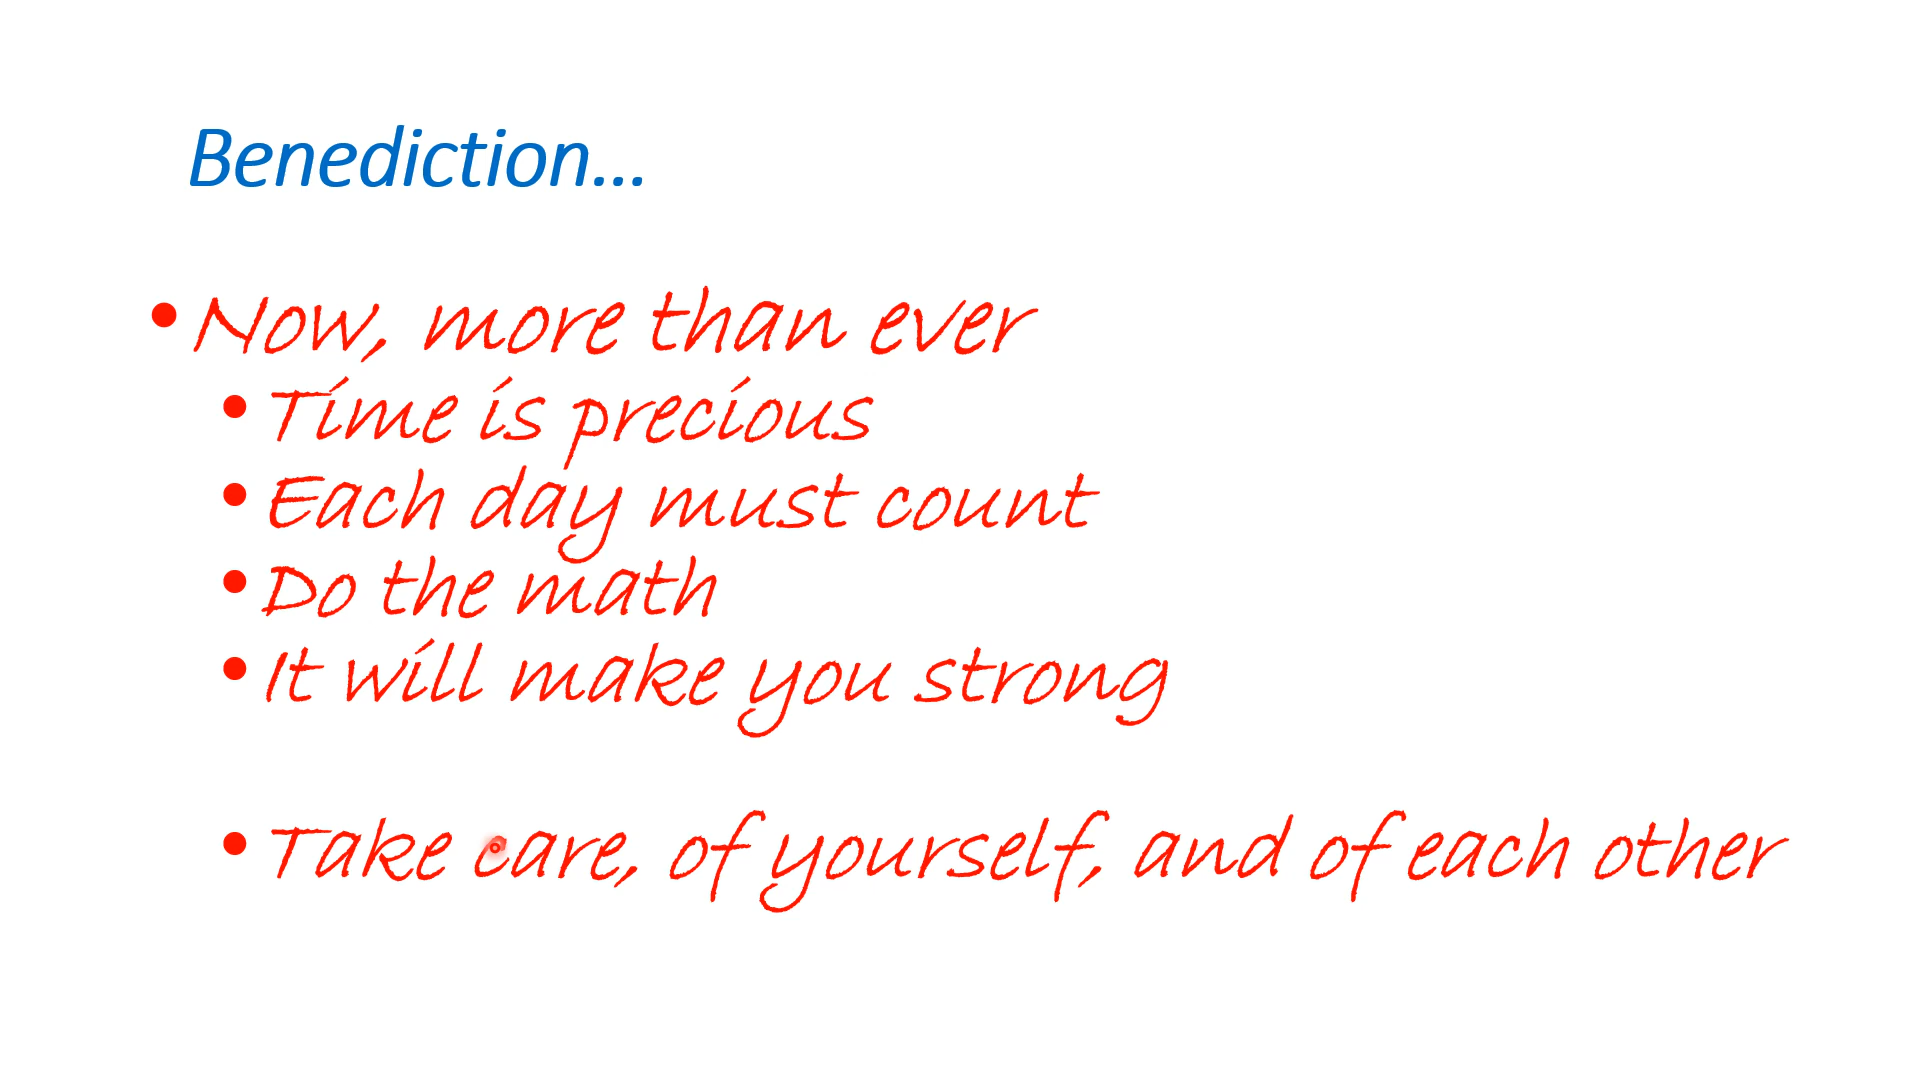 Benediction...
• Now, more than ever
• Time is precious
• Each day must count
• Do the math
• It will make you strong
• Take care, of yourself, and of each other